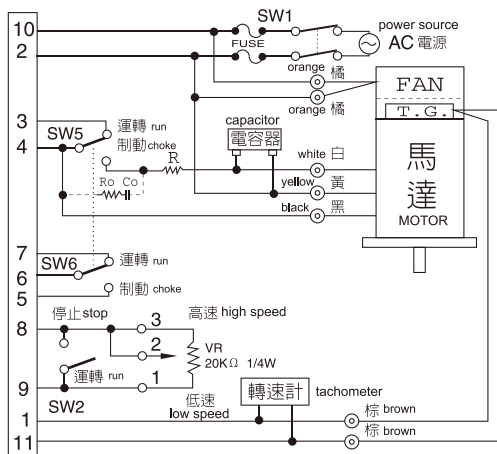 10
SW1
FUSE
power source
AC 電源
2
orange 橘
FAN
orange 橘
T.G.
3
SW5
運轉 run
制動 choke
capacitor
電容器
4
R
white 白
馬達
MOTOR
Ro Co
yellow 黃
black 黑
7
SW6
運轉 run
6
制動 choke
5
8
停止 stop
3
高速 high speed
2
VR
20KΩ 1/4W
運轉 run
1
9
SW2
低速
low speed
轉速計
tachometer
1
棕 brown
11
棕 brown